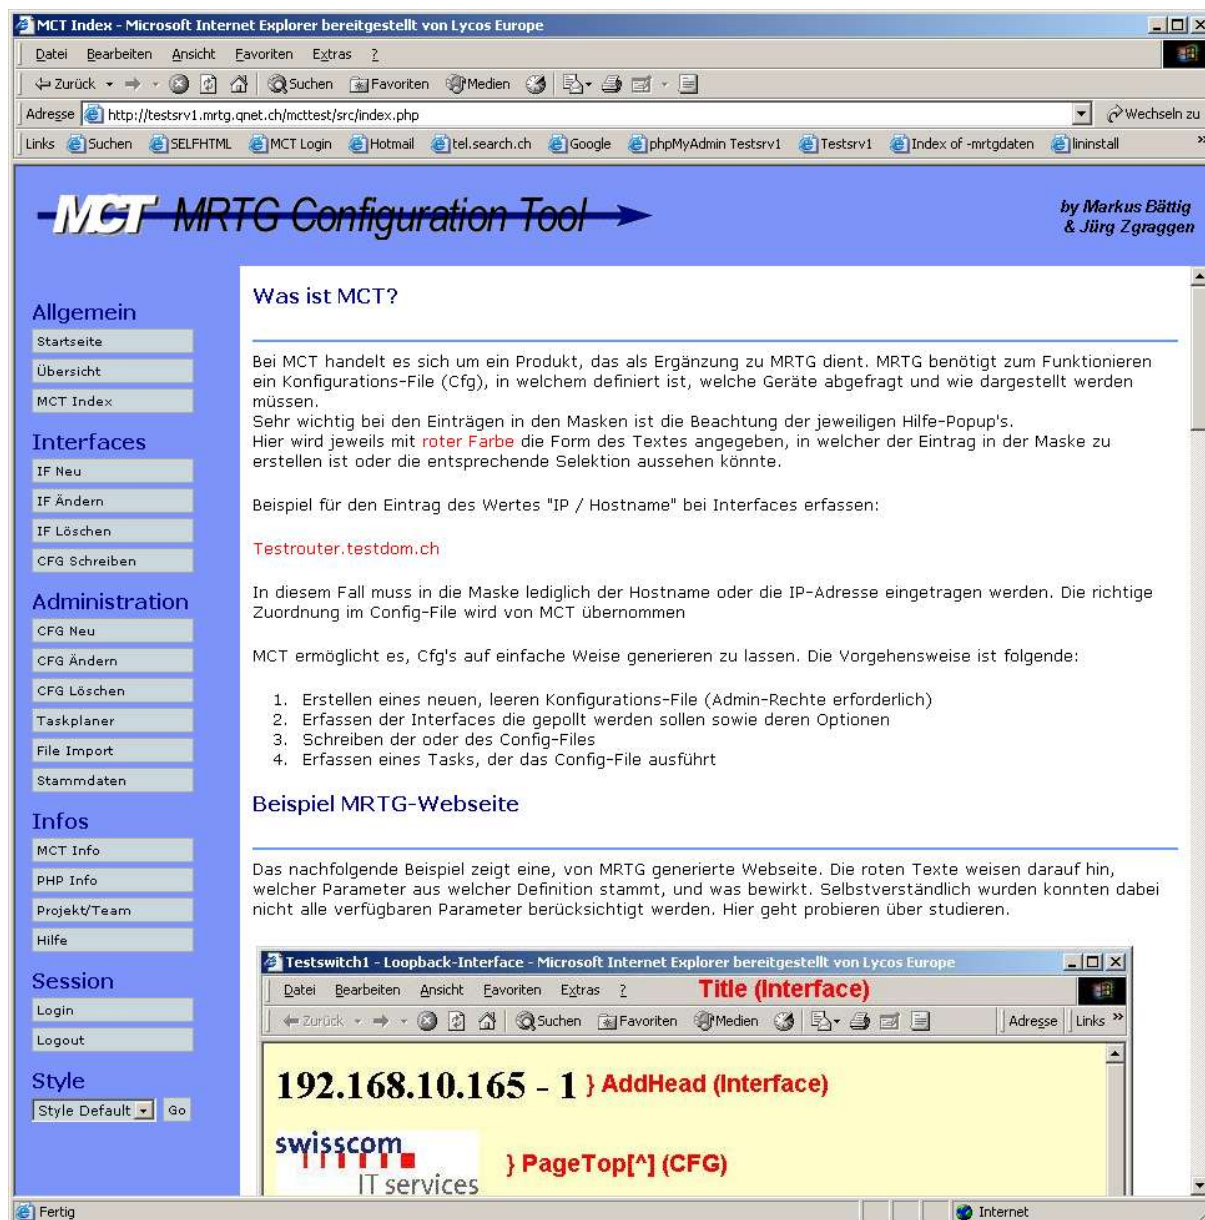 MCT Index - Microsoft Internet Explorer bereitgestellt von Lycos Europe
Datei Bearbeiten Ansicht Favoriten Extras ?
Zurück Suchen Favoriten Medien
Adresse http://testsrv1.mrtg.qnet.ch/mcttest/src/index.php Wechseln zu
Links Suchen SELFHTML MCT Login Hotmail tel.search.ch Google phpMyAdmin Testsrv1 Testsrv1 Index of -mrtgdaten lininstall »
MCT MRTG Configuration Tool
by Markus Bättig
& Jürg Zgraggen
Allgemein
Startseite
Übersicht
MCT Index
Interfaces
IF Neu
IF Ändern
IF Löschen
CFG Schreiben
Administration
CFG Neu
CFG Ändern
CFG Löschen
Taskplaner
File Import
Stammdaten
Infos
MCT Info
PHP Info
Projekt/Team
Hilfe
Session
Login
Logout
Style
Style Default Go
Was ist MCT?
Bei MCT handelt es sich um ein Produkt, das als Ergänzung zu MRTG dient. MRTG benötigt zum Funktionieren
ein Konfigurations-File (Cfg), in welchem definiert ist, welche Geräte abgefragt und wie dargestellt werden
müssen.
Sehr wichtig bei den Einträgen in den Masken ist die Beachtung der jeweiligen Hilfe-Popup's.
Hier wird jeweils mit roter Farbe die Form des Textes angegeben, in welcher der Eintrag in der Maske zu
erstellen ist oder die entsprechende Selektion aussehen könnte.
Beispiel für den Eintrag des Wertes "IP / Hostname" bei Interfaces erfassen:
Testrouter.testdom.ch
In diesem Fall muss in die Maske lediglich der Hostname oder die IP-Adresse eingetragen werden. Die richtige
Zuordnung im Config-File wird von MCT übernommen
MCT ermöglicht es, Cfg's auf einfache Weise generieren zu lassen. Die Vorgehensweise ist folgende:
1. Erstellen eines neuen, leeren Konfigurations-File (Admin-Rechte erforderlich)
2. Erfassen der Interfaces die gepollt werden sollen sowie deren Optionen
3. Schreiben der oder des Config-Files
4. Erfassen eines Tasks, der das Config-File ausführt
Beispiel MRTG-Webseite
Das nachfolgende Beispiel zeigt eine, von MRTG generierte Webseite. Die roten Texte weisen darauf hin,
welcher Parameter aus welcher Definition stammt, und was bewirkt. Selbstverständlich wurden konnten dabei
nicht alle verfügbaren Parameter berücksichtigt werden. Hier geht probieren über studieren.
Testswitch1 - Loopback-Interface - Microsoft Internet Explorer bereitgestellt von Lycos Europe
Datei Bearbeiten Ansicht Favoriten Extras ? Title (Interface)
Zurück Suchen Favoriten Medien Adresse Links »
192.168.10.165 - 1 } AddHead (Interface)
swisscom
IT services
} PageTop[^] (CFG)
Fertig Internet